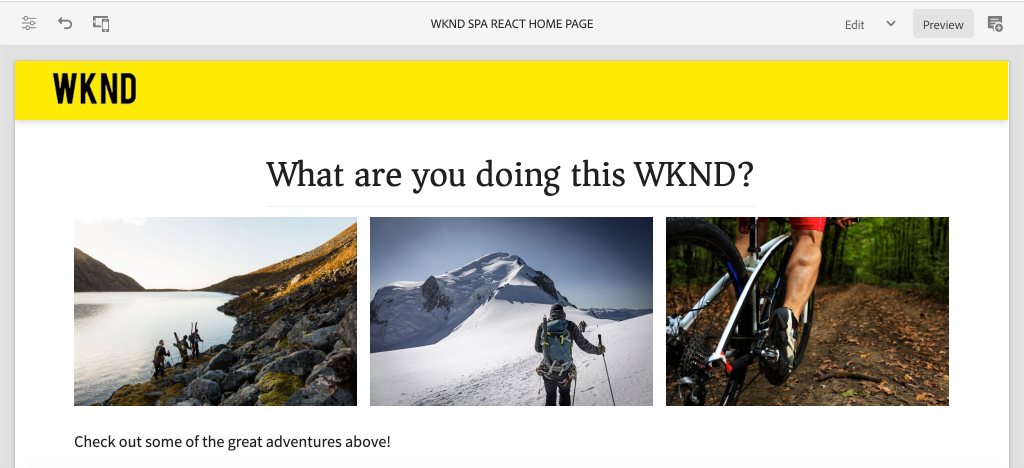 WKND SPA REACT HOME PAGE
Edit
Preview
WKND
What are you doing this WKND?
Check out some of the great adventures above!